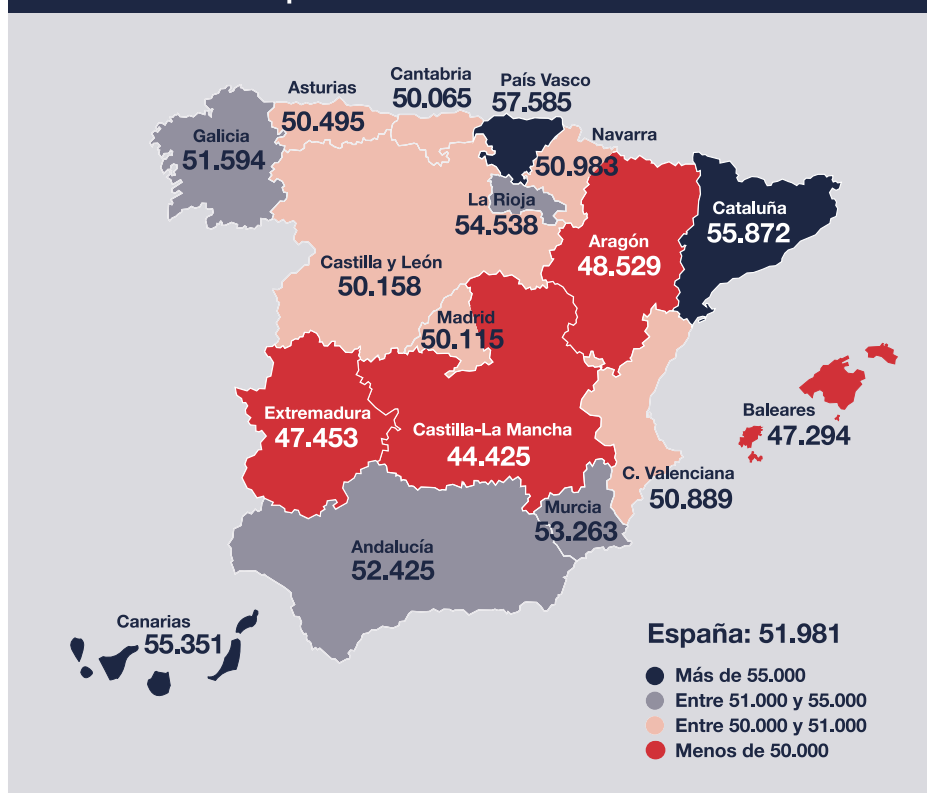 Cantabria
50.065
País Vasco
57.585
Asturias
50.495
Galicia
51.594
Navarra
50.983
La Rioja
54.538
Cataluña
55.872
Aragón
48.529
Castilla y León
50.158
Madrid
50.115
Extremadura
47.453
Castilla-La Mancha
44.425
Baleares
47.294
C. Valenciana
50.889
Murcia
53.263
Andalucía
52.425
Canarias
55.351
España: 51.981
Más de 55.000
Entre 51.000 y 55.000
Entre 50.000 y 51.000
Menos de 50.000